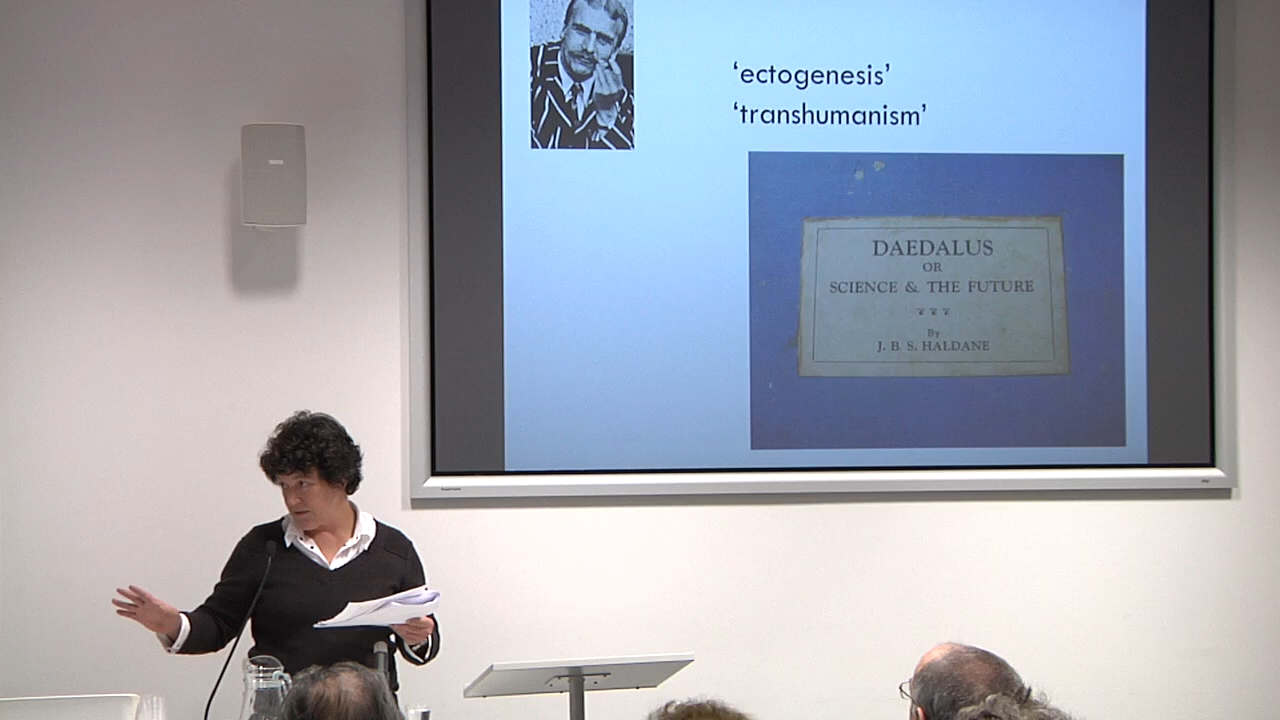 ‘ectogenesis’
‘transhumanism’
DAEDALUS
OR
SCIENCE & THE FUTURE
By
J. B. S. HALDANE